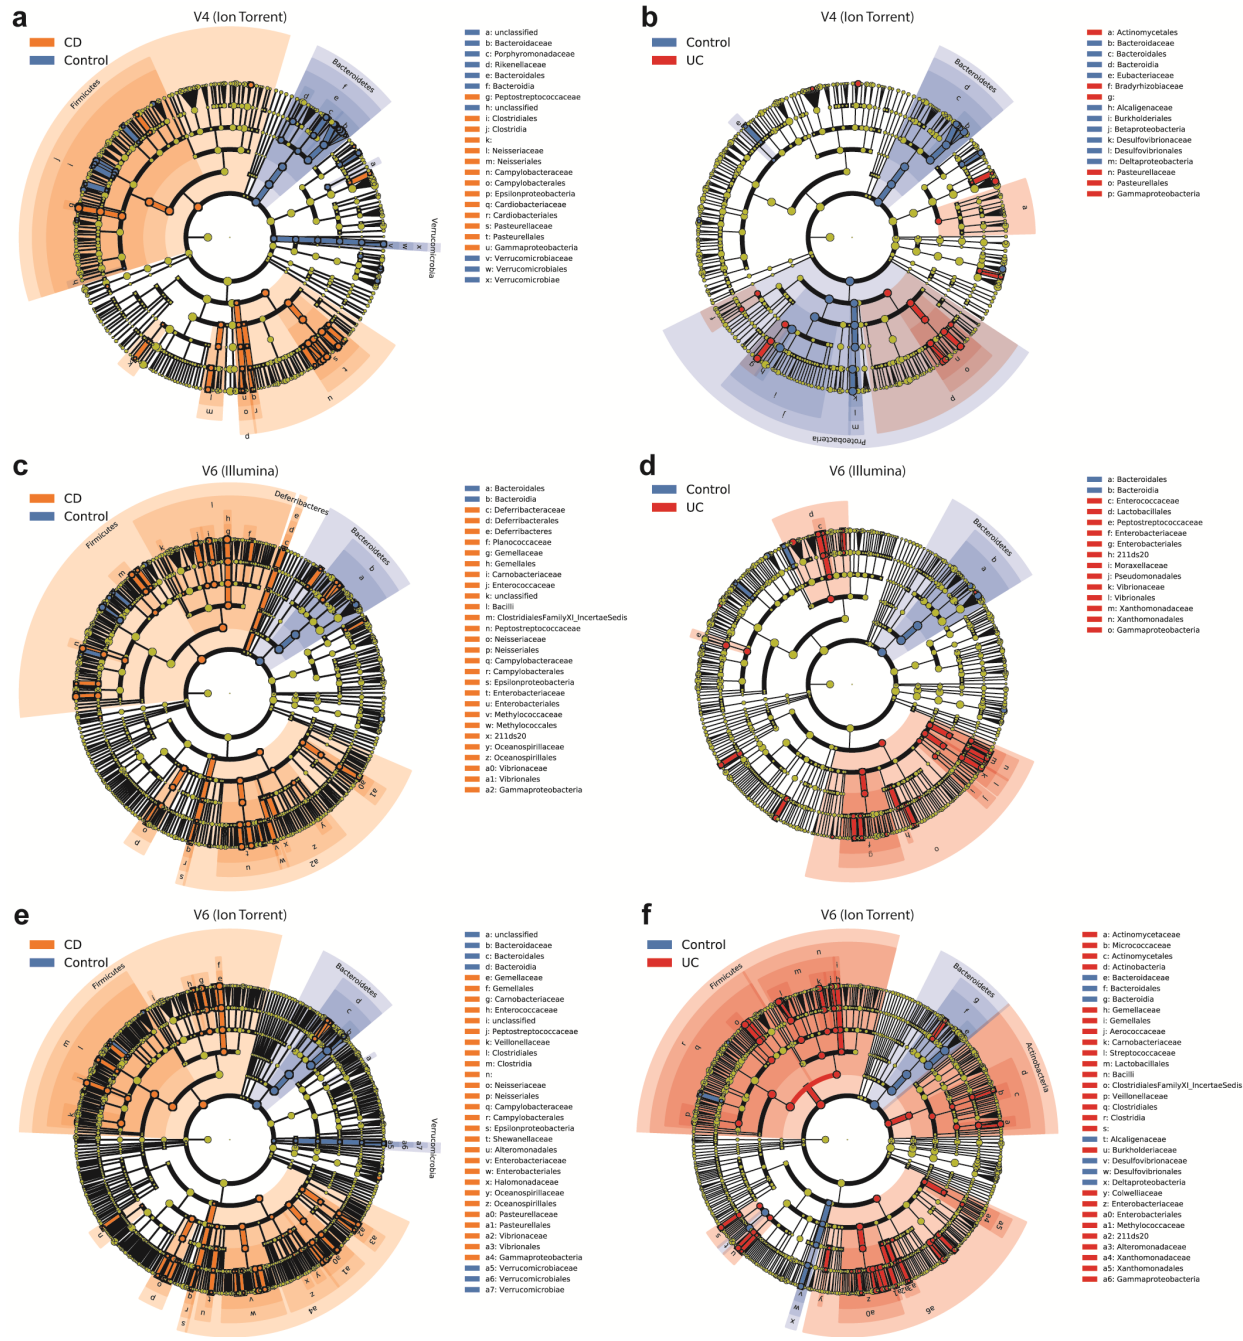 a
V4 (Ion Torrent)
CD
Control
Firmicutes
Bacteroidetes
Verrucomicrobia
a: unclassified
b: Bacteroidaceae
c: Porphyromonadaceae
d: Rikenellaceae
e: Bacteroidales
f: Bacteroidia
g: Peptostreptococcaceae
h: unclassified
i: Clostridiales
j: Clostridia
k:
l: Neisseriaceae
m: Neisseriales
n: Campylobacteraceae
o: Campylobacterales
p: Epsilonproteobacteria
q: Cardiobacteriaceae
r: Cardiobacteriales
s: Pasteurellaceae
t: Pasteurellales
u: Gammaproteobacteria
v: Verrucomicrobiaceae
w: Verrucomicrobiales
x: Verrucomicrobiae
b
V4 (Ion Torrent)
Control
UC
Bacteroidetes
Proteobacteria
a: Actinomycetales
b: Bacteroidaceae
c: Bacteroidales
d: Bacteroidia
e: Eubacteriaceae
f: Bradyrhizobiaceae
g:
h: Alcaligenaceae
i: Burkholderiales
j: Betaproteobacteria
k: Desulfovibrionaceae
l: Desulfovibrionales
m: Deltaproteobacteria
n: Pasteurellaceae
o: Pasteurellales
p: Gammaproteobacteria
c
V6 (Illumina)
CD
Control
Firmicutes
Deferribacteres
Bacteroidetes
a: Bacteroidales
b: Bacteroidia
c: Deferribacteraceae
d: Deferribacterales
e: Deferribacteres
f: Planococcaceae
g: Gemellaceae
h: Gemellales
i: Carnobacteriaceae
j: Enterococcaceae
k: unclassified
l: Bacilli
m: ClostridialesFamilyXI_IncertaeSedis
n: Peptostreptococcaceae
o: Neisseriaceae
p: Neisseriales
q: Campylobacteraceae
r: Campylobacterales
s: Epsilonproteobacteria
t: Enterobacteriaceae
u: Enterobacteriales
v: Methylococcaceae
w: Methylococcales
x: 211ds20
y: Oceanospirillaceae
z: Oceanospirillales
a0: Vibrionaceae
a1: Vibrionales
a2: Gammaproteobacteria
d
V6 (Illumina)
Control
UC
Bacteroidetes
a: Bacteroidales
b: Bacteroidia
c: Enterococcaceae
d: Lactobacillales
e: Peptostreptococcaceae
f: Enterobacteriaceae
g: Enterobacteriales
h: 211ds20
i: Moraxellaceae
j: Pseudomonadales
k: Vibrionaceae
l: Vibrionales
m: Xanthomonadaceae
n: Xanthomonadales
o: Gammaproteobacteria
e
V6 (Ion Torrent)
CD
Control
Firmicutes
Bacteroidetes
Verrucomicrobia
a: unclassified
b: Bacteroidaceae
c: Bacteroidales
d: Bacteroidia
e: Gemellaceae
f: Gemellales
g: Carnobacteriaceae
h: Enterococcaceae
i: unclassified
j: Peptostreptococcaceae
k: Veillonellaceae
l: Clostridiales
m: Clostridia
n:
o: Neisseriaceae
p: Neisseriales
q: Campylobacteraceae
r: Campylobacterales
s: Epsilonproteobacteria
t: Shewanellaceae
u: Alteromonadales
v: Enterobacteriaceae
w: Enterobacteriales
x: Halomonadaceae
y: Oceanospirillaceae
z: Oceanospirillales
a0: Pasteurellaceae
a1: Pasteurellales
a2: Vibrionaceae
a3: Vibrionales
a4: Gammaproteobacteria
a5: Verrucomicrobiaceae
a6: Verrucomicrobiales
a7: Verrucomicrobiae
f
V6 (Ion Torrent)
Control
UC
Firmicutes
Bacteroidetes
Actinobacteria
a: Actinomycetaceae
b: Micrococcaceae
c: Actinomycetales
d: Actinobacteria
e: Bacteroidaceae
f: Bacteroidales
g: Bacteroidia
h: Gemellaceae
i: Gemellales
j: Aerococcaceae
k: Carnobacteriaceae
l: Streptococcaceae
m: Lactobacillales
n: Bacilli
o: ClostridialesFamilyXI_IncertaeSedis
p: Veillonellaceae
q: Clostridiales
r: Clostridia
s:
t: Alcaligenaceae
u: Burkholderiaceae
v: Desulfovibrionaceae
w: Desulfovibrionales
x: Deltaproteobacteria
y: Colwelliaceae
z: Enterobacteriaceae
a0: Enterobacteriales
a1: Methylococcaceae
a2: 211ds20
a3: Alteromonadaceae
a4: Xanthomonadaceae
a5: Xanthomonadales
a6: Gammaproteobacteria